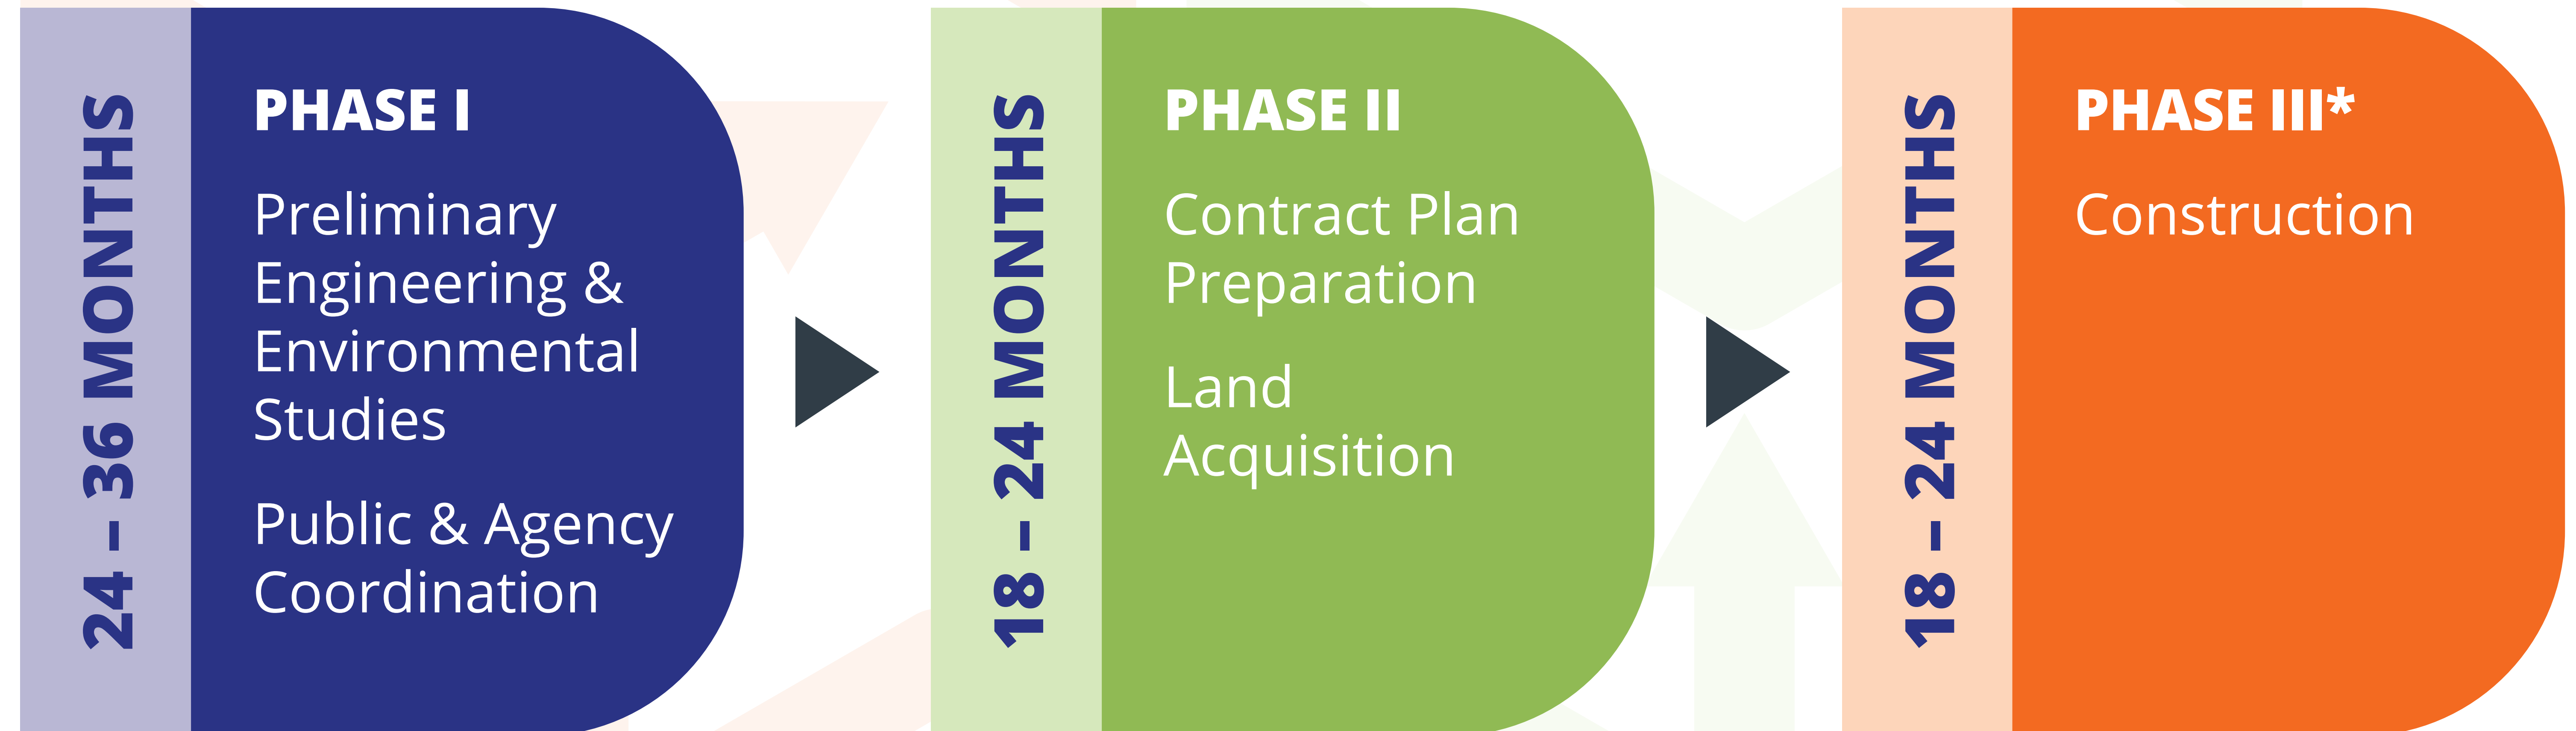 24 – 36 MONTHS
PHASE I
Preliminary
Engineering &
Environmental
Studies
Public & Agency
Coordination
18 – 24 MONTHS
PHASE II
Contract Plan
Preparation
Land
Acquisition
18 – 24 MONTHS
PHASE III*
Construction